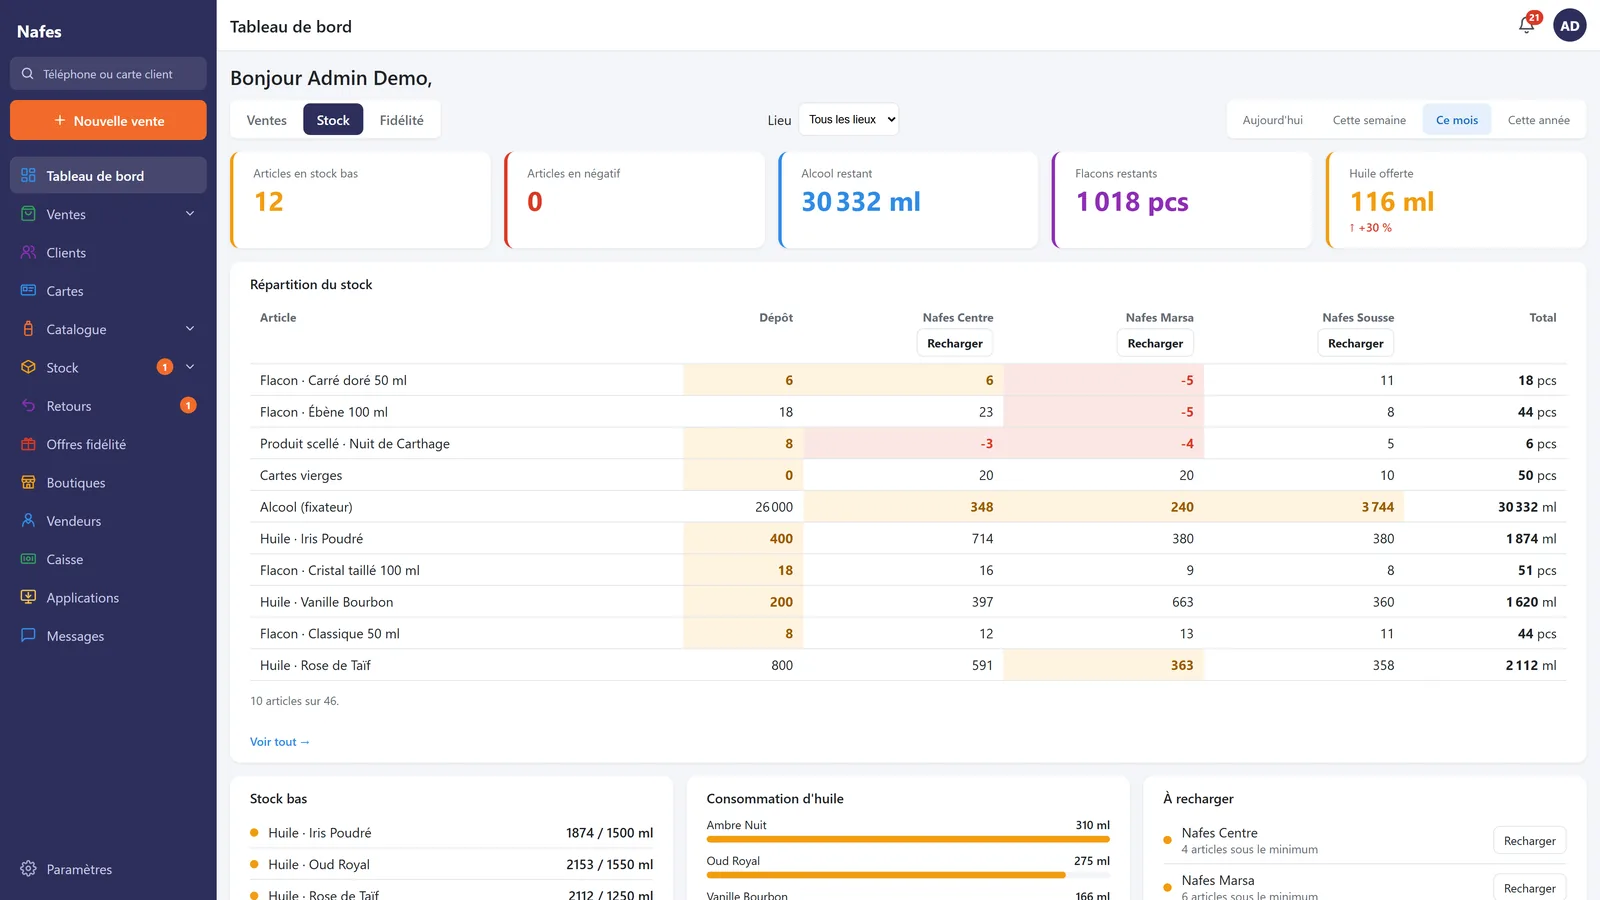 Nafes
Téléphone ou carte client
+ Nouvelle vente
Tableau de bord
Ventes
Clients
Cartes
Catalogue
Stock 1
Retours 1
Offres fidélité
Boutiques
Vendeurs
Caisse
Applications
Messages
Paramètres
Tableau de bord
21
AD
Bonjour Admin Demo,
Ventes Stock Fidélité
Lieu Tous les lieux
Aujourd'hui Cette semaine Ce mois Cette année
Articles en stock bas
12
Articles en négatif
0
Alcool restant
30 332 ml
Flacons restants
1 018 pcs
Huile offerte
116 ml
↑ +30 %
Répartition du stock
Article Dépôt Nafes Centre Nafes Marsa Nafes Sousse Total
Recharger Recharger Recharger
Flacon · Carré doré 50 ml 6 6 -5 11 18 pcs
Flacon · Ébène 100 ml 18 23 -5 8 44 pcs
Produit scellé · Nuit de Carthage 8 -3 -4 5 6 pcs
Cartes vierges 0 20 20 10 50 pcs
Alcool (fixateur) 26 000 348 240 3 744 30 332 ml
Huile · Iris Poudré 400 714 380 380 1 874 ml
Flacon · Cristal taillé 100 ml 18 16 9 8 51 pcs
Huile · Vanille Bourbon 200 397 663 360 1 620 ml
Flacon · Classique 50 ml 8 12 13 11 44 pcs
Huile · Rose de Taïf 800 591 363 358 2 112 ml
10 articles sur 46.
Voir tout →
Stock bas
Huile · Iris Poudré 1874 / 1500 ml
Huile · Oud Royal 2153 / 1550 ml
Huile · Rose de Taïf 2112 / 1250 ml
Consommation d'huile
Ambre Nuit 310 ml
Oud Royal 275 ml
Vanille Bourbon 166 ml
À recharger
Nafes Centre
4 articles sous le minimum
Recharger
Nafes Marsa
6 articles sous le minimum
Recharger